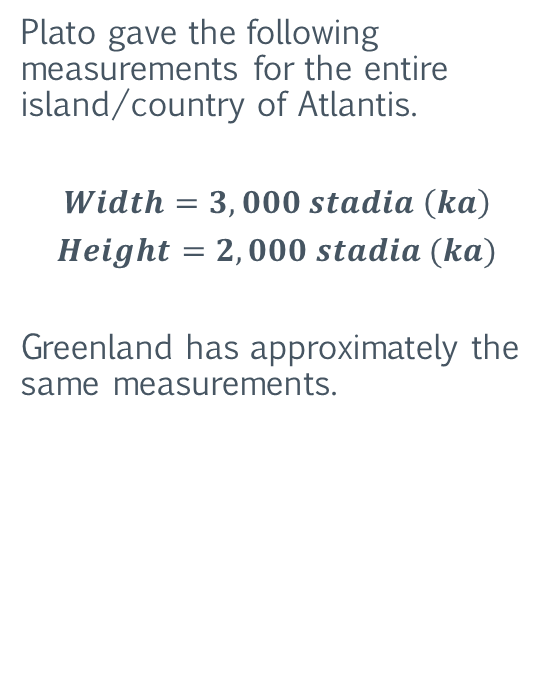 Plato gave the following
measurements for the entire
island/country of Atlantis.
Width = 3,000 stadia (ka)
Height = 2,000 stadia (ka)
Greenland has approximately the
same measurements.